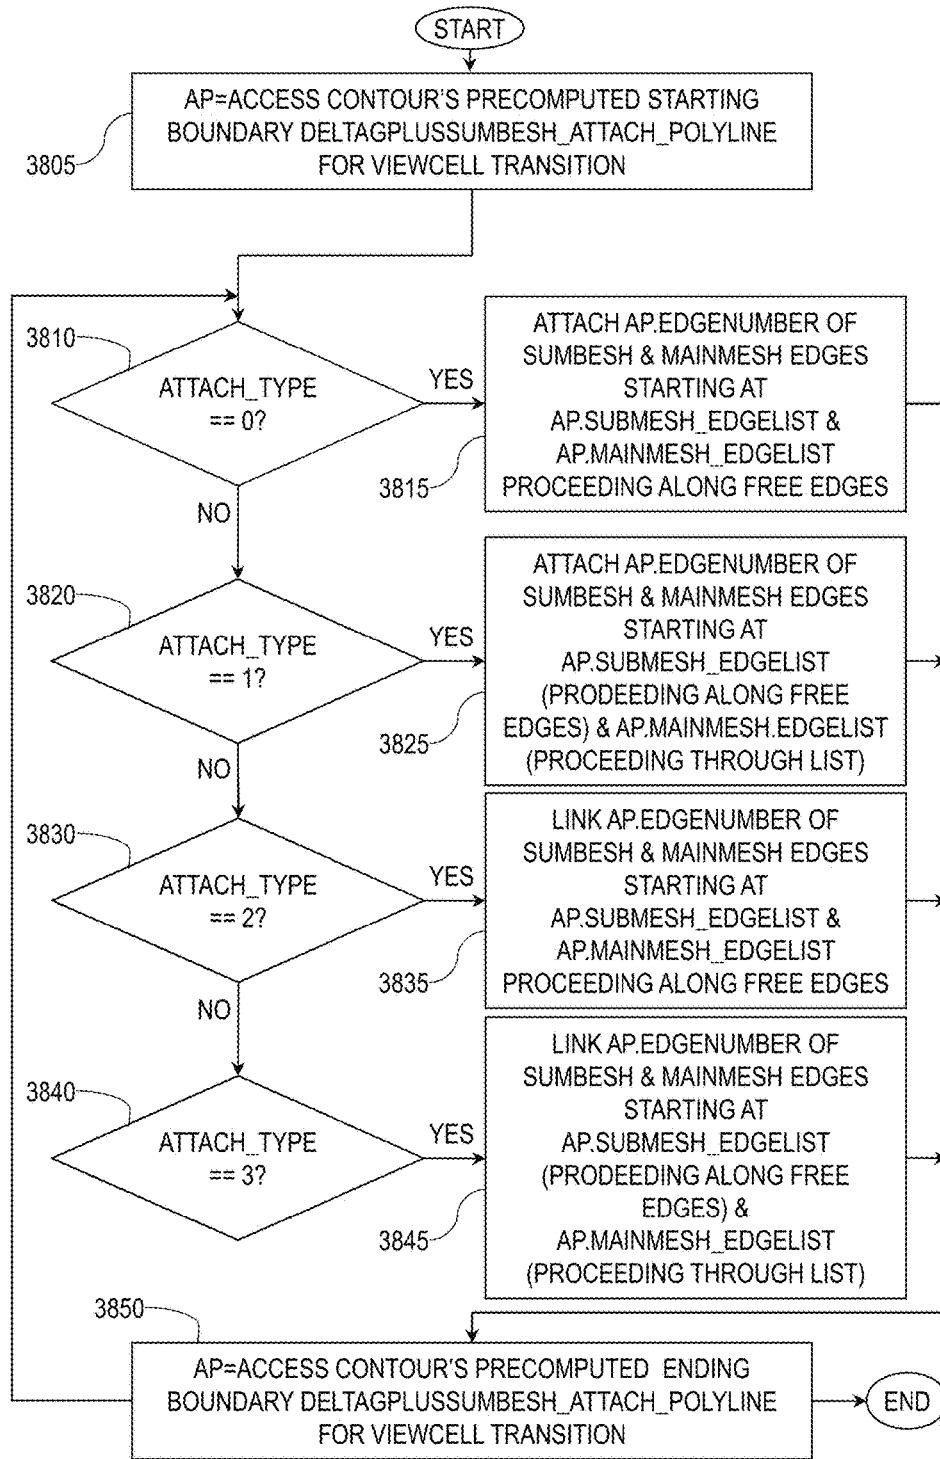 START
AP=ACCESS CONTOUR'S PRECOMPUTED STARTING
BOUNDARY DELTAGPLUSSUMBESH_ATTACH_POLYLINE
FOR VIEWCELL TRANSITION
3805
3810
ATTACH_TYPE
== 0?
YES
NO
ATTACH AP.EDGENUMBER OF
SUMBESH & MAINMESH EDGES
STARTING AT
AP.SUBMESH_EDGELIST &
AP.MAINMESH_EDGELIST
PROCEEDING ALONG FREE EDGES
3815
3820
ATTACH_TYPE
== 1?
YES
NO
ATTACH AP.EDGENUMBER OF
SUMBESH & MAINMESH EDGES
STARTING AT
AP.SUBMESH_EDGELIST
(PRODEEDING ALONG FREE
EDGES) & AP.MAINMESH.EDGELIST
(PROCEEDING THROUGH LIST)
3825
3830
ATTACH_TYPE
== 2?
YES
NO
LINK AP.EDGENUMBER OF
SUMBESH & MAINMESH EDGES
STARTING AT
AP.SUBMESH_EDGELIST &
AP.MAINMESH_EDGELIST
PROCEEDING ALONG FREE EDGES
3835
3840
ATTACH_TYPE
== 3?
YES
LINK AP.EDGENUMBER OF
SUMBESH & MAINMESH EDGES
STARTING AT
AP.SUBMESH_EDGELIST
(PRODEEDING ALONG FREE
EDGES) &
AP.MAINMESH_EDGELIST
(PROCEEDING THROUGH LIST)
3845
3850
AP=ACCESS CONTOUR'S PRECOMPUTED ENDING
BOUNDARY DELTAGPLUSSUMBESH_ATTACH_POLYLINE
FOR VIEWCELL TRANSITION
END